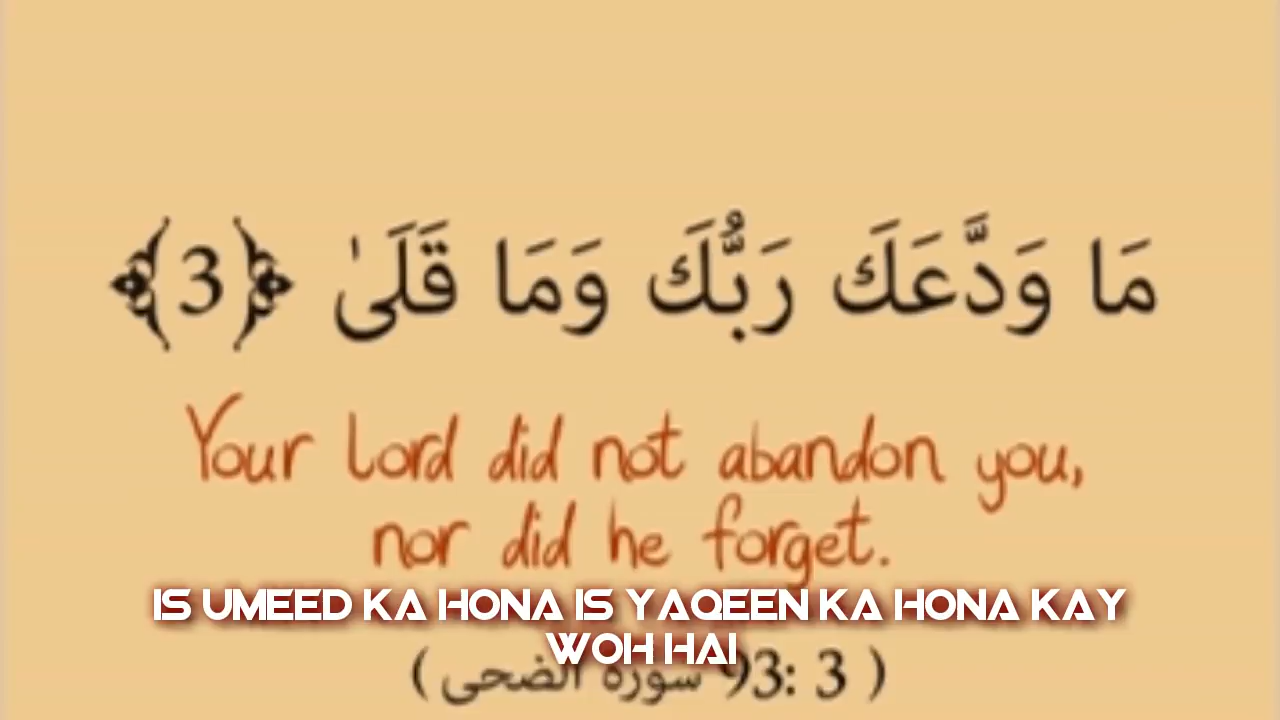 مَا وَدَّعَكَ رَبُّكَ وَمَا قَلَىٰ ﴿3﴾
Your Lord did not abandon you,
nor did he forget.
IS UMEED KA HONA IS YAQEEN KA HONA KAY
WOH HAI
( سورة الضحى 93: 3 )